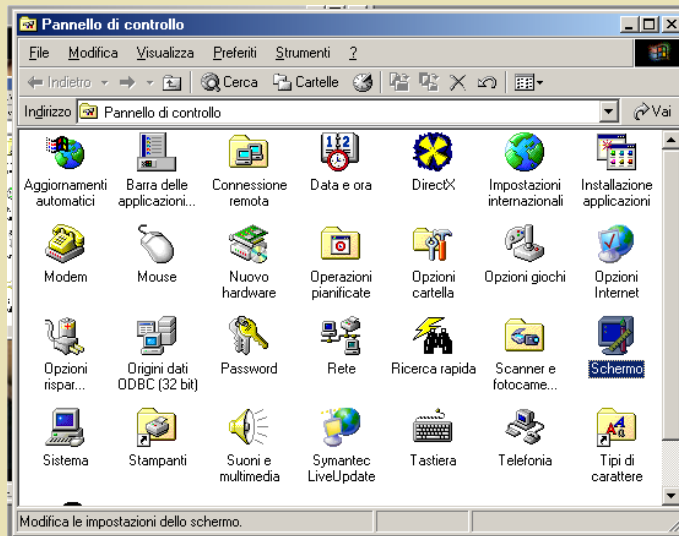 Pannello di controllo
File Modifica Visualizza Preferiti Strumenti ?
Indietro Cerca Cartelle
Indirizzo Pannello di controllo Vai
Aggiornamenti automatici
Barra delle applicazioni...
Connessione remota
Data e ora
DirectX
Impostazioni internazionali
Installazione applicazioni
Modem
Mouse
Nuovo hardware
Operazioni pianificate
Opzioni cartella
Opzioni giochi
Opzioni Internet
Opzioni rispar...
Origini dati ODBC (32 bit)
Password
Rete
Ricerca rapida
Scanner e fotocame...
Schermo
Sistema
Stampanti
Suoni e multimedia
Symantec LiveUpdate
Tastiera
Telefonia
Tipi di carattere
Modifica le impostazioni dello schermo.